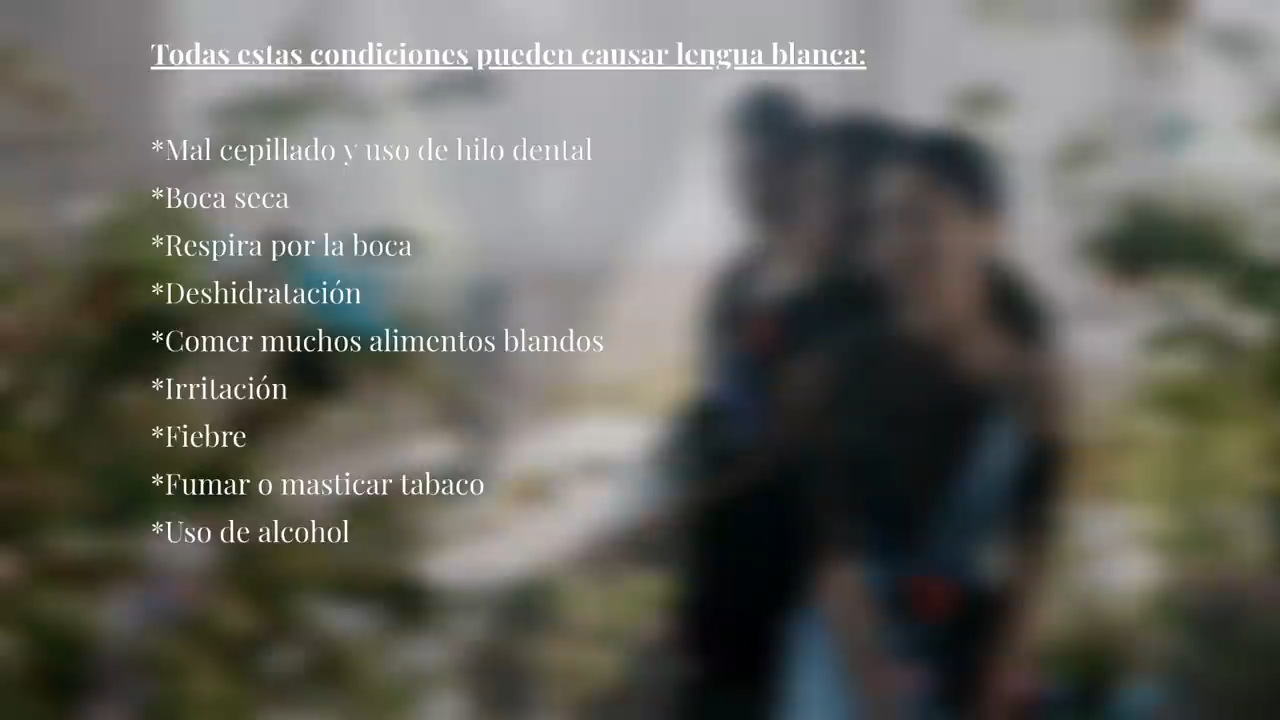 Todas estas condiciones pueden causar lengua blanca:
*Mal cepillado y uso de hilo dental
*Boca seca
*Respira por la boca
*Deshidratación
*Comer muchos alimentos blandos
*Irritación
*Fiebre
*Fumar o masticar tabaco
*Uso de alcohol